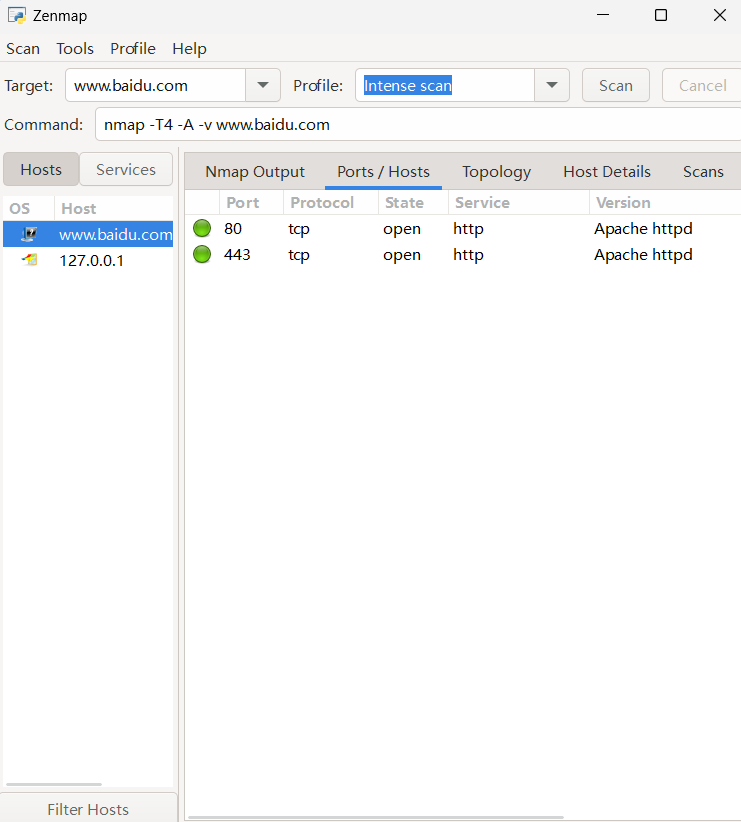 Zenmap
Scan Tools Profile Help
Target: www.baidu.com Profile: Intense scan Scan Cancel
Command: nmap -T4 -A -v www.baidu.com
Hosts Services Nmap Output Ports / Hosts Topology Host Details Scans
OS Host Port Protocol State Service Version
www.baidu.com 80 tcp open http Apache httpd
127.0.0.1 443 tcp open http Apache httpd
Filter Hosts